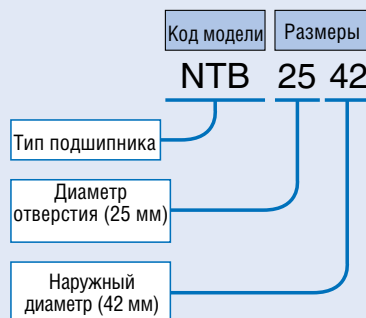 Код модели Размеры
NTB 25 42
Тип подшипника
Диаметр
отверстия (25 мм)
Наружный
диаметр (42 мм)